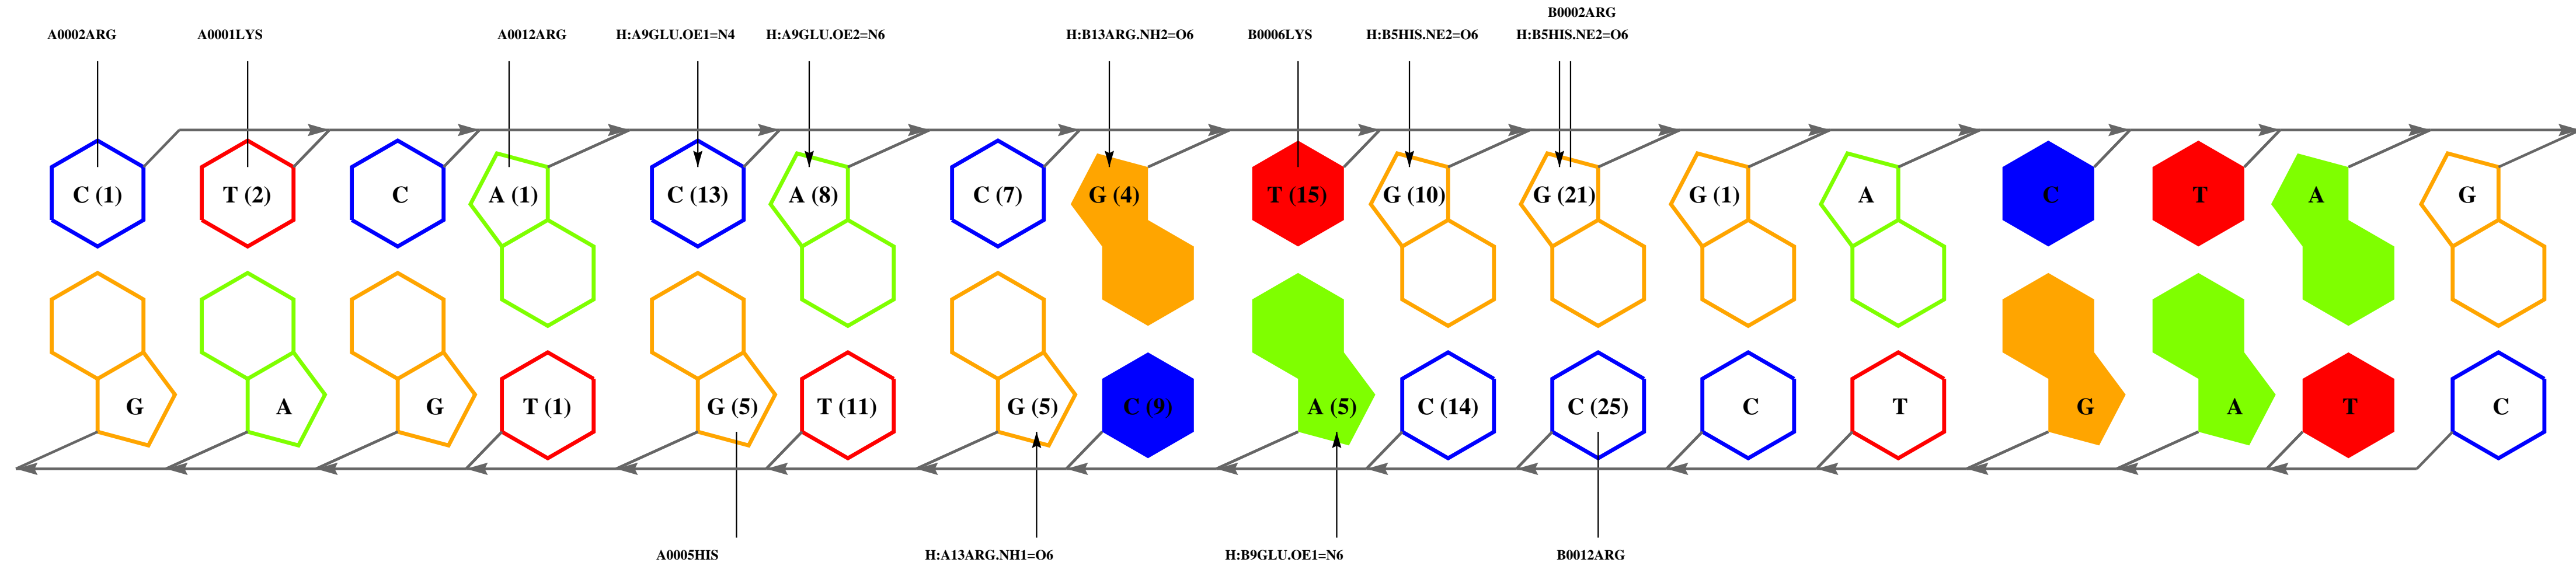 B0002ARG
A0002ARG A0001LYS A0012ARG H:A9GLU.OE1=N4 H:A9GLU.OE2=N6 H:B13ARG.NH2=O6 B0006LYS H:B5HIS.NE2=O6 H:B5HIS.NE2=O6
C (1) T (2) C A (1) C (13) A (8) C (7) G (4) T (15) G (10) G (21) G (1) A C T A G
G A G T (1) G (5) T (11) G (5) C (9) A (5) C (14) C (25) C T G A T C
A0005HIS H:A13ARG.NH1=O6 H:B9GLU.OE1=N6 B0012ARG